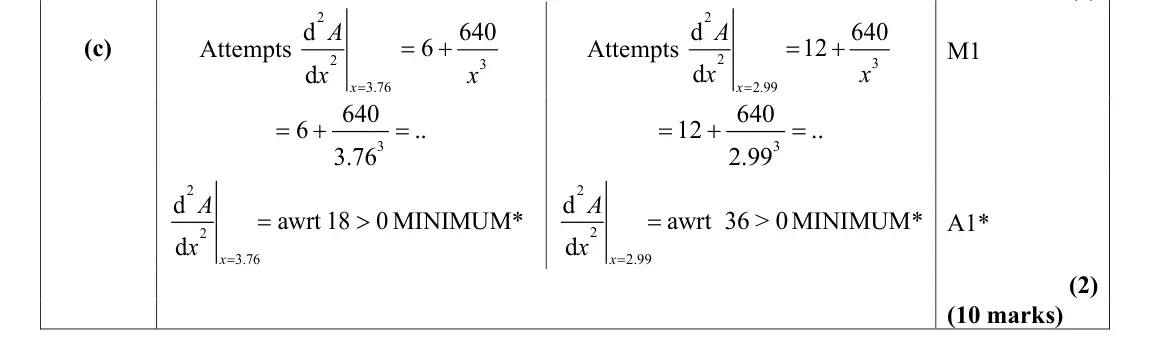 (c) Attempts d²A/dx²|x=3.76 = 6 + 640/x³ Attempts d²A/dx²|x=2.99 = 12 + 640/x³ M1
= 6 + 640/3.76³ = .. = 12 + 640/2.99³ = ..
d²A/dx²|x=3.76 = awrt 18 > 0 MINIMUM* d²A/dx²|x=2.99 = awrt 36 > 0 MINIMUM* A1*
(2)
(10 marks)